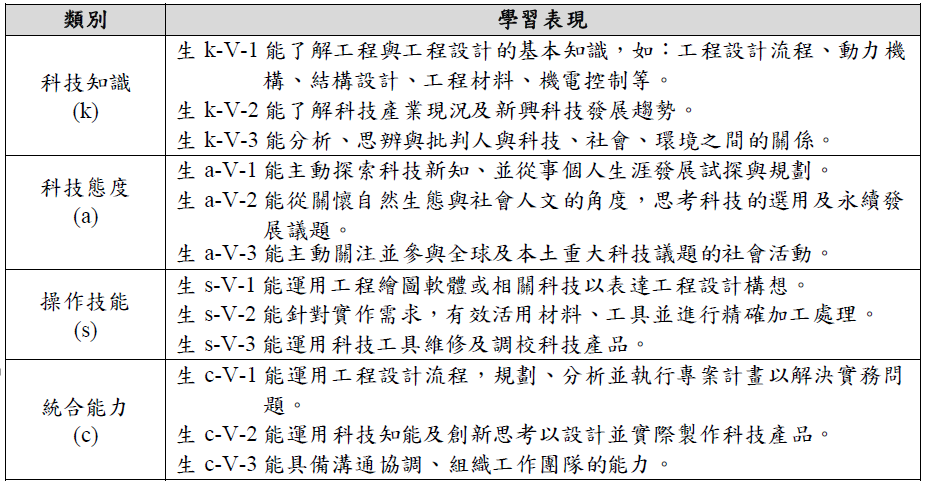 類別 學習表現
科技知識
(k)
生 k-V-1 能了解工程與工程設計的基本知識，如：工程設計流程、動力機
構、結構設計、工程材料、機電控制等。
生 k-V-2 能了解科技產業現況及新興科技發展趨勢。
生 k-V-3 能分析、思辨與批判人與科技、社會、環境之間的關係。
科技態度
(a)
生 a-V-1 能主動探索科技新知、並從事個人生涯發展試探與規劃。
生 a-V-2 能從關懷自然生態與社會人文的角度，思考科技的選用及永續發
展議題。
生 a-V-3 能主動關注並參與全球及本土重大科技議題的社會活動。
操作技能
(s)
生 s-V-1 能運用工程繪圖軟體或相關科技以表達工程設計構想。
生 s-V-2 能針對實作需求，有效活用材料、工具並進行精確加工處理。
生 s-V-3 能運用科技工具維修及調校科技產品。
統合能力
(c)
生 c-V-1 能運用工程設計流程，規劃、分析並執行專案計畫以解決實務問
題。
生 c-V-2 能運用科技知能及創新思考以設計並實際製作科技產品。
生 c-V-3 能具備溝通協調、組織工作團隊的能力。